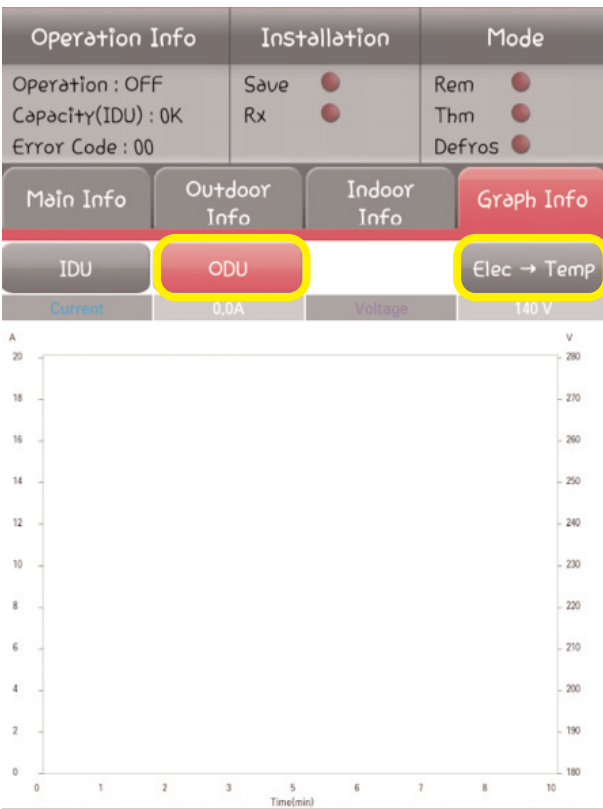 Operation Info Installation Mode
Operation : OFF Save Rem
Capacity(IDU) : 0K Rx Thm
Error Code : 00 Defros
Main Info Outdoor Info Indoor Info Graph Info
IDU ODU Elec → Temp
Current 0.0A Voltage 140 V
A V
20 280
18 270
16 260
14 250
12 240
10 230
8 220
6 210
4 200
2 190
0 180
0 1 2 3 5 6 7 8 10
Time(min)